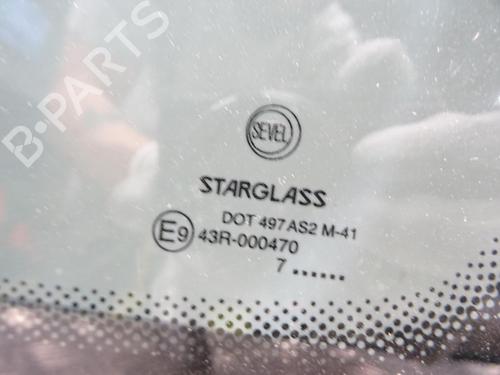 B-PARTS
SEVEL
STARGLASS
DOT 497 AS2 M-41
E9 43R-000470
7 ......